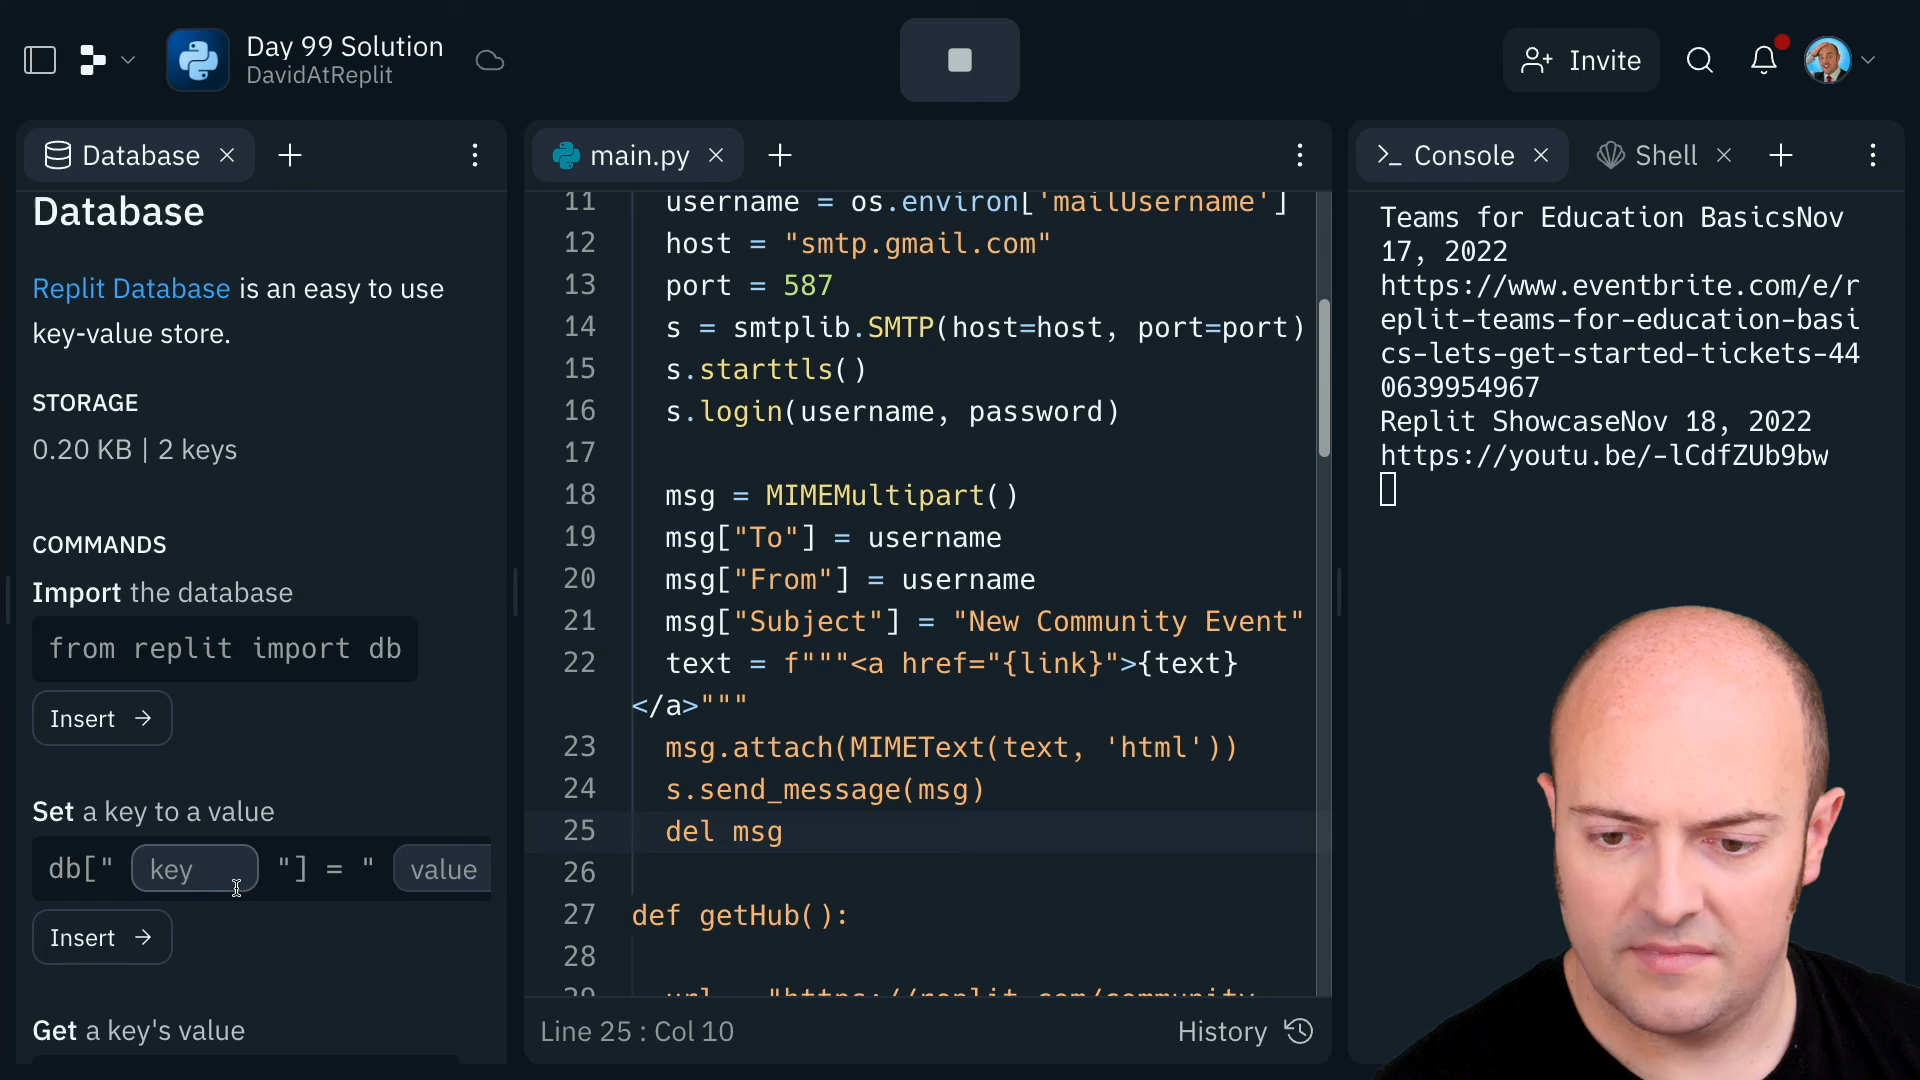 Day 99 Solution
DavidAtReplit
Invite
Database
main.py
Console
Shell
Database
Replit Database is an easy to use
key-value store.
STORAGE
0.20 KB | 2 keys
COMMANDS
Import the database
from replit import db
Insert →
Set a key to a value
db[" key "] = " value
Insert →
Get a key's value
11 username = os.environ['mailUsername']
12 host = "smtp.gmail.com"
13 port = 587
14 s = smtplib.SMTP(host=host, port=port)
15 s.starttls()
16 s.login(username, password)
17
18 msg = MIMEMultipart()
19 msg["To"] = username
20 msg["From"] = username
21 msg["Subject"] = "New Community Event"
22 text = f"""<a href="{link}">{text}
</a>"""
23 msg.attach(MIMEText(text, 'html'))
24 s.send_message(msg)
25 del msg
26
27 def getHub():
28
29 url = "https://replit.com/community
Line 25 : Col 10
History
Teams for Education BasicsNov
17, 2022
https://www.eventbrite.com/e/r
eplit-teams-for-education-basi
cs-lets-get-started-tickets-44
0639954967
Replit ShowcaseNov 18, 2022
https://youtu.be/-lCdfZUb9bw